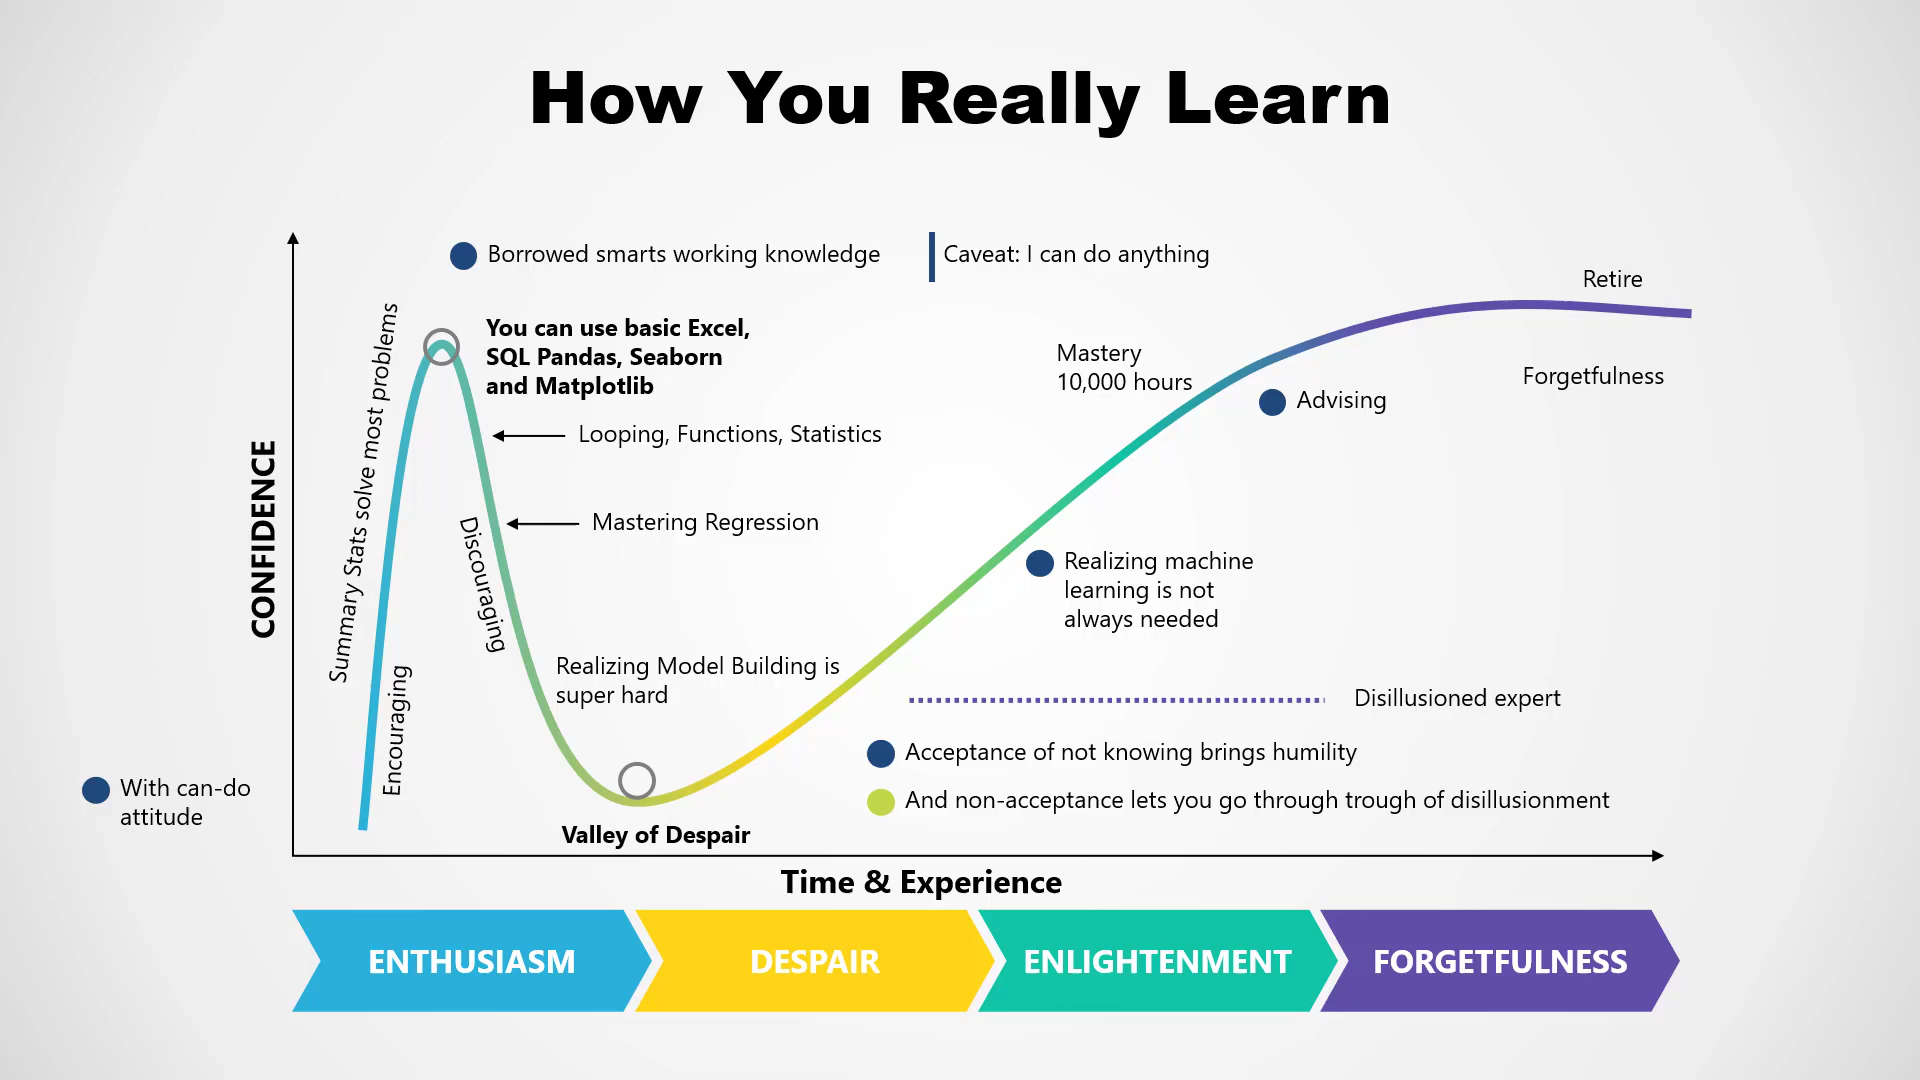 How You Really Learn
Borrowed smarts working knowledge
Caveat: I can do anything
Retire
You can use basic Excel,
SQL Pandas, Seaborn
and Matplotlib
Summary Stats solve most problems
Mastery
10,000 hours
Forgetfulness
Advising
Looping, Functions, Statistics
CONFIDENCE
Mastering Regression
Discouraging
Realizing machine
learning is not
always needed
Realizing Model Building is
super hard
Encouraging
Disillusioned expert
Acceptance of not knowing brings humility
With can-do
attitude
And non-acceptance lets you go through trough of disillusionment
Valley of Despair
Time & Experience
ENTHUSIASM
DESPAIR
ENLIGHTENMENT
FORGETFULNESS